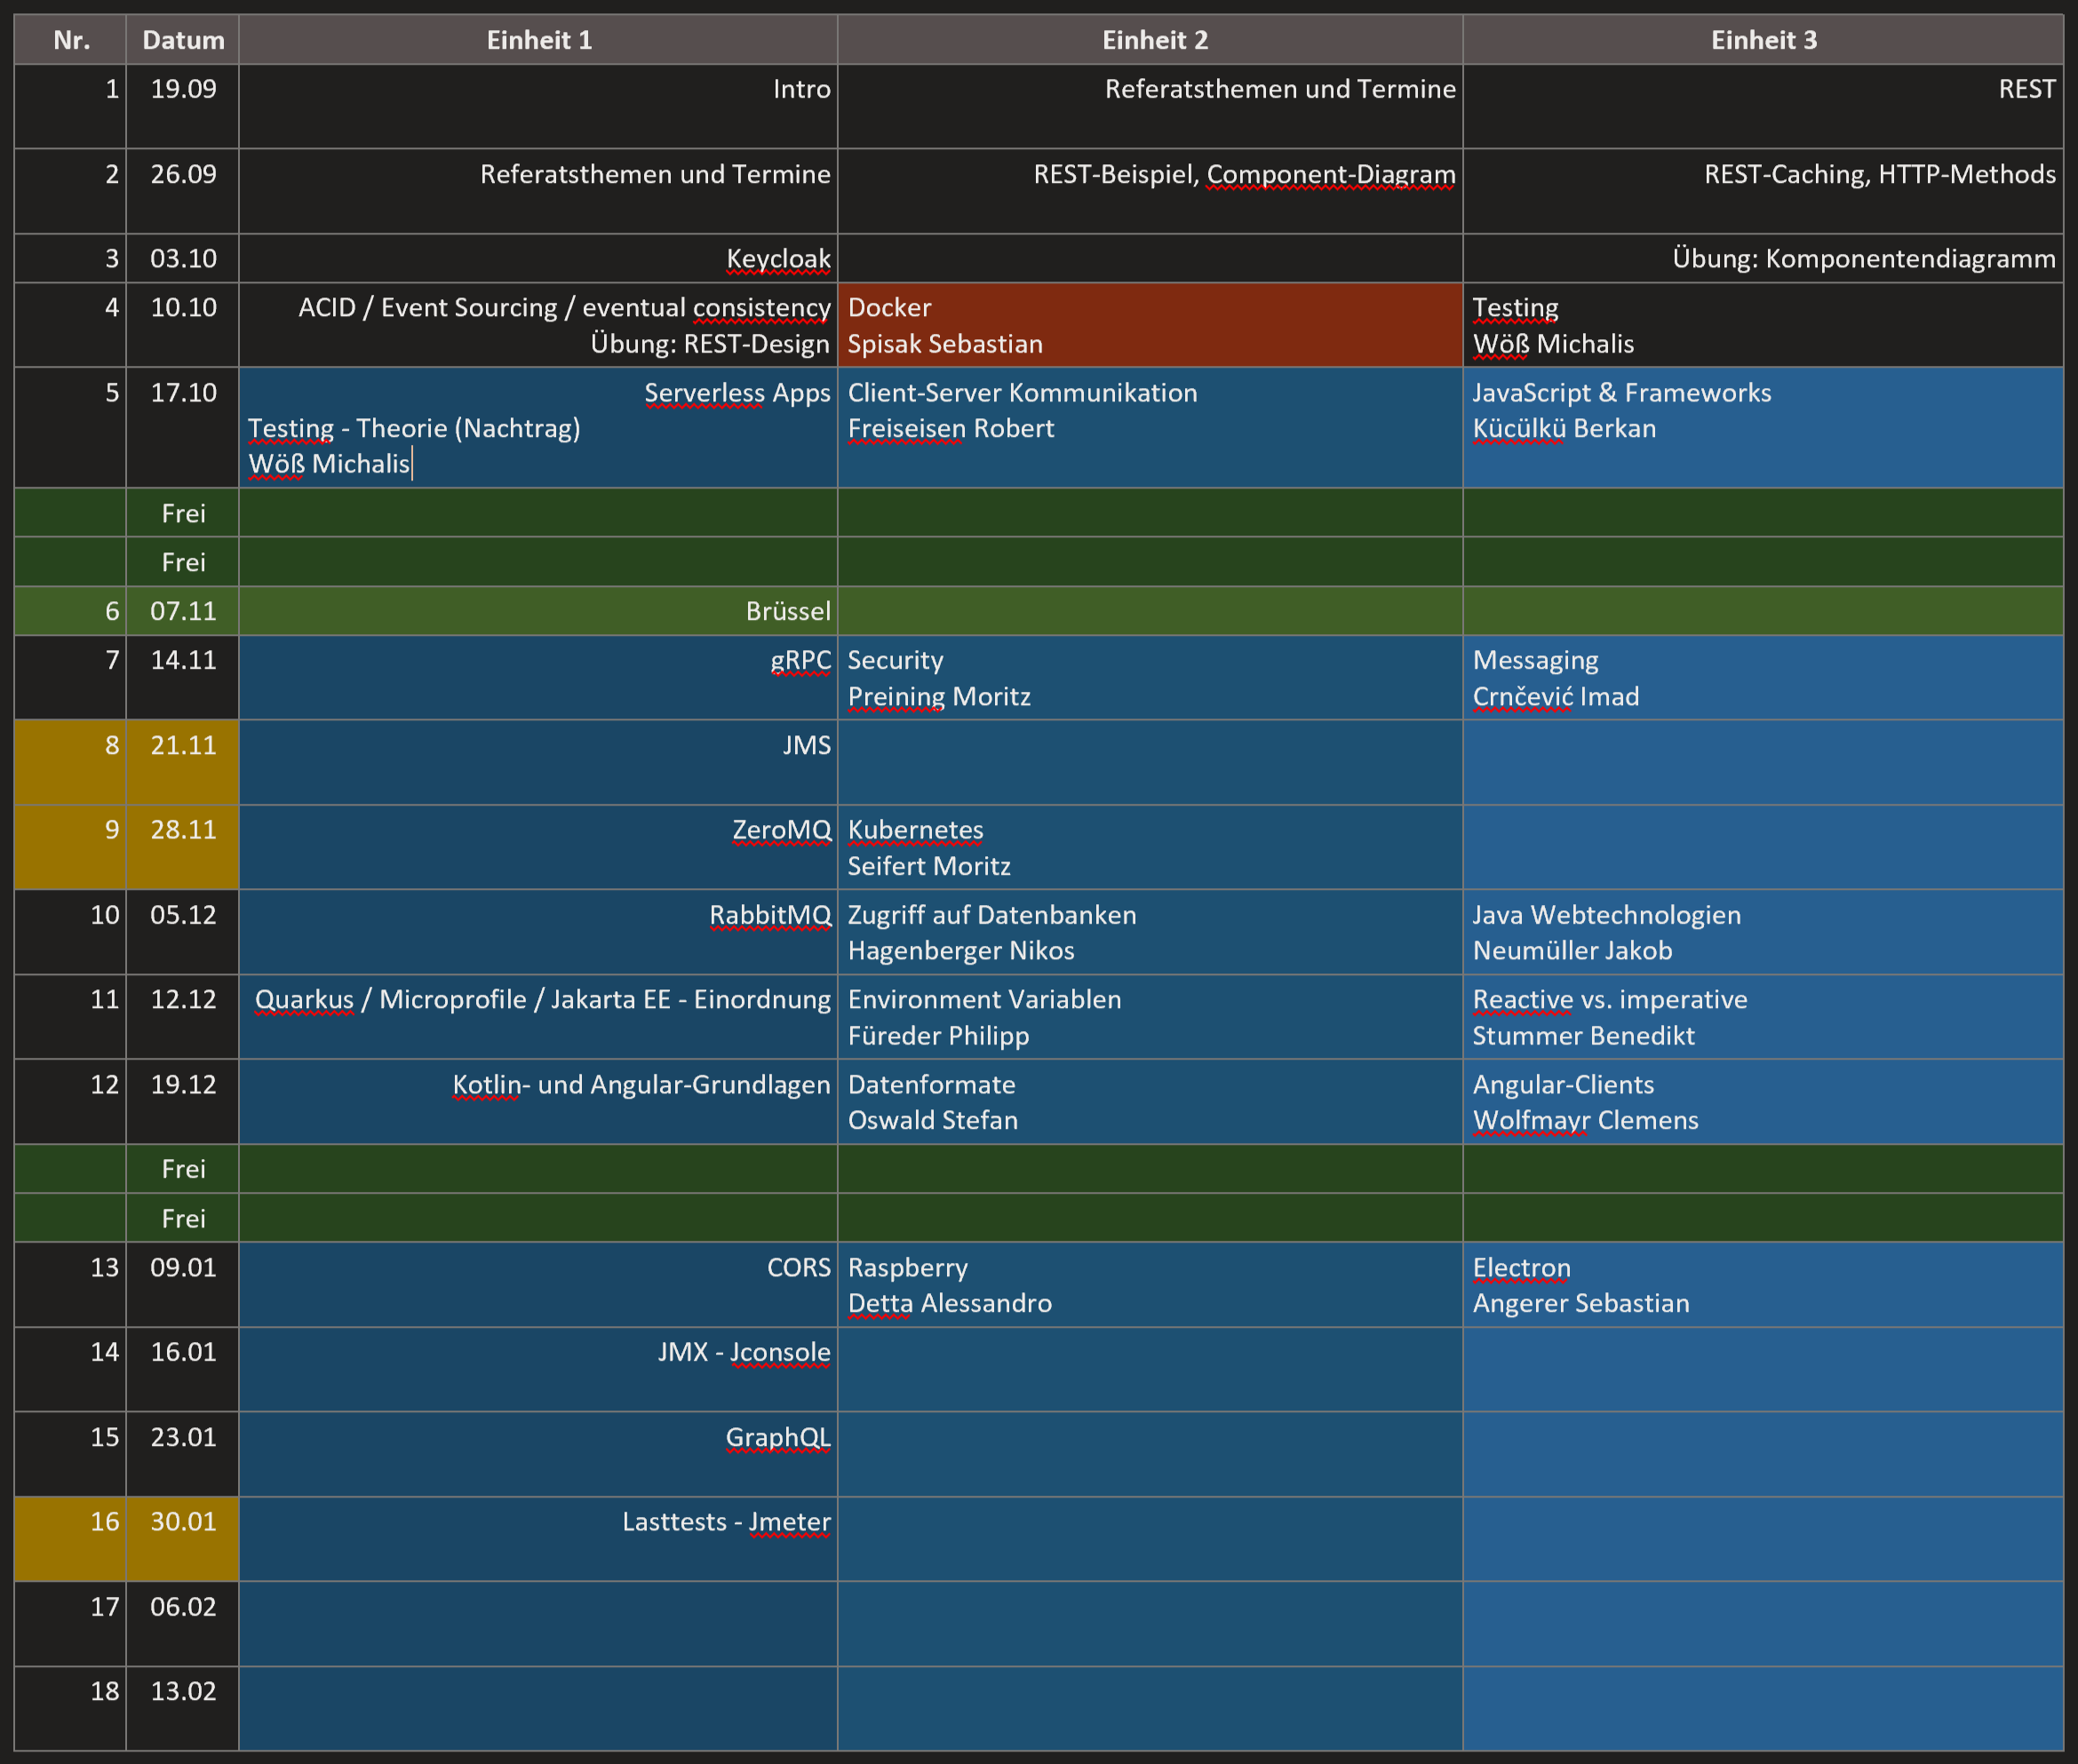 Nr. Datum Einheit 1 Einheit 2 Einheit 3
1 19.09 Intro Referatsthemen und Termine REST
2 26.09 Referatsthemen und Termine REST-Beispiel, Component-Diagram REST-Caching, HTTP-Methods
3 03.10 Keycloak Übung: Komponentendiagramm
4 10.10 ACID / Event Sourcing / eventual consistency Docker Testing
Übung: REST-Design Spisak Sebastian Wöß Michalis
5 17.10 Serverless Apps Client-Server Kommunikation JavaScript & Frameworks
Testing - Theorie (Nachtrag) Freiseisen Robert Kücülkü Berkan
Wöß Michalis
Frei
Frei
6 07.11 Brüssel
7 14.11 gRPC Security Messaging
Preining Moritz Crnčević Imad
8 21.11 JMS
9 28.11 ZeroMQ Kubernetes
Seifert Moritz
10 05.12 RabbitMQ Zugriff auf Datenbanken Java Webtechnologien
Hagenberger Nikos Neumüller Jakob
11 12.12 Quarkus / Microprofile / Jakarta EE - Einordnung Environment Variablen Reactive vs. imperative
Füreder Philipp Stummer Benedikt
12 19.12 Kotlin- und Angular-Grundlagen Datenformate Angular-Clients
Oswald Stefan Wolfmayr Clemens
Frei
Frei
13 09.01 CORS Raspberry Electron
Detta Alessandro Angerer Sebastian
14 16.01 JMX - Jconsole
15 23.01 GraphQL
16 30.01 Lasttests - Jmeter
17 06.02
18 13.02